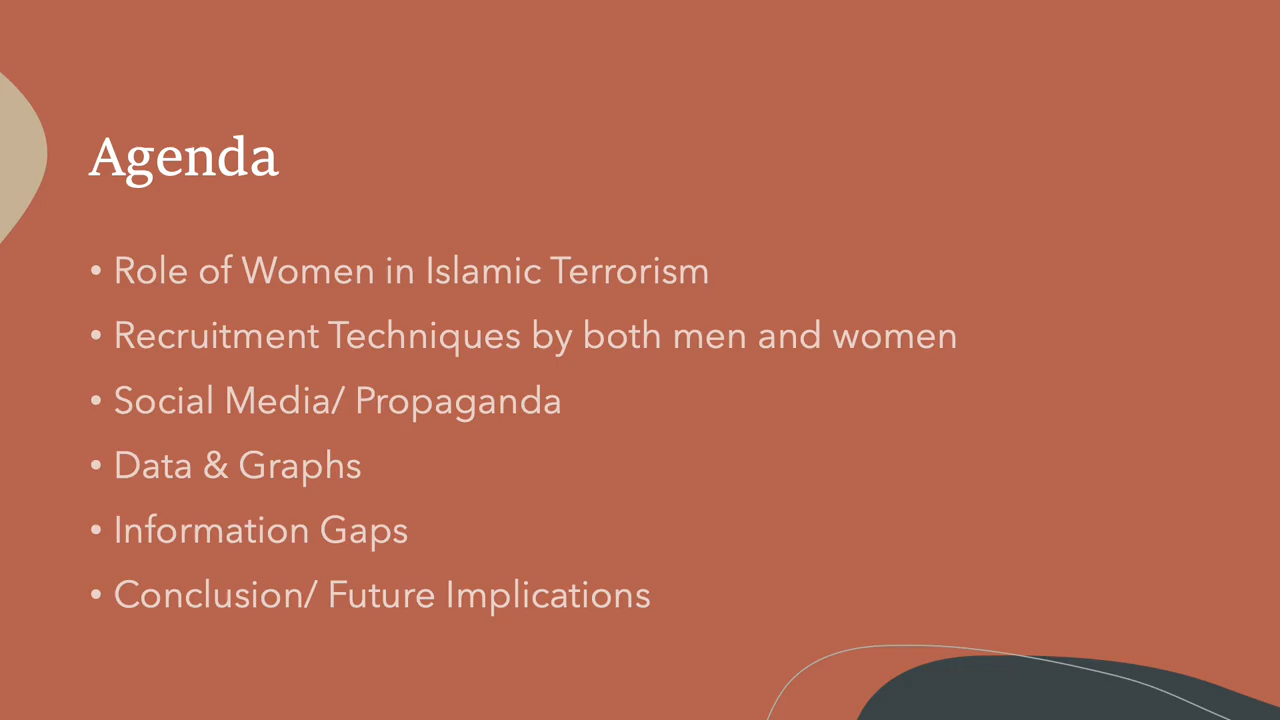 Agenda
• Role of Women in Islamic Terrorism
• Recruitment Techniques by both men and women
• Social Media/ Propaganda
• Data & Graphs
• Information Gaps
• Conclusion/ Future Implications